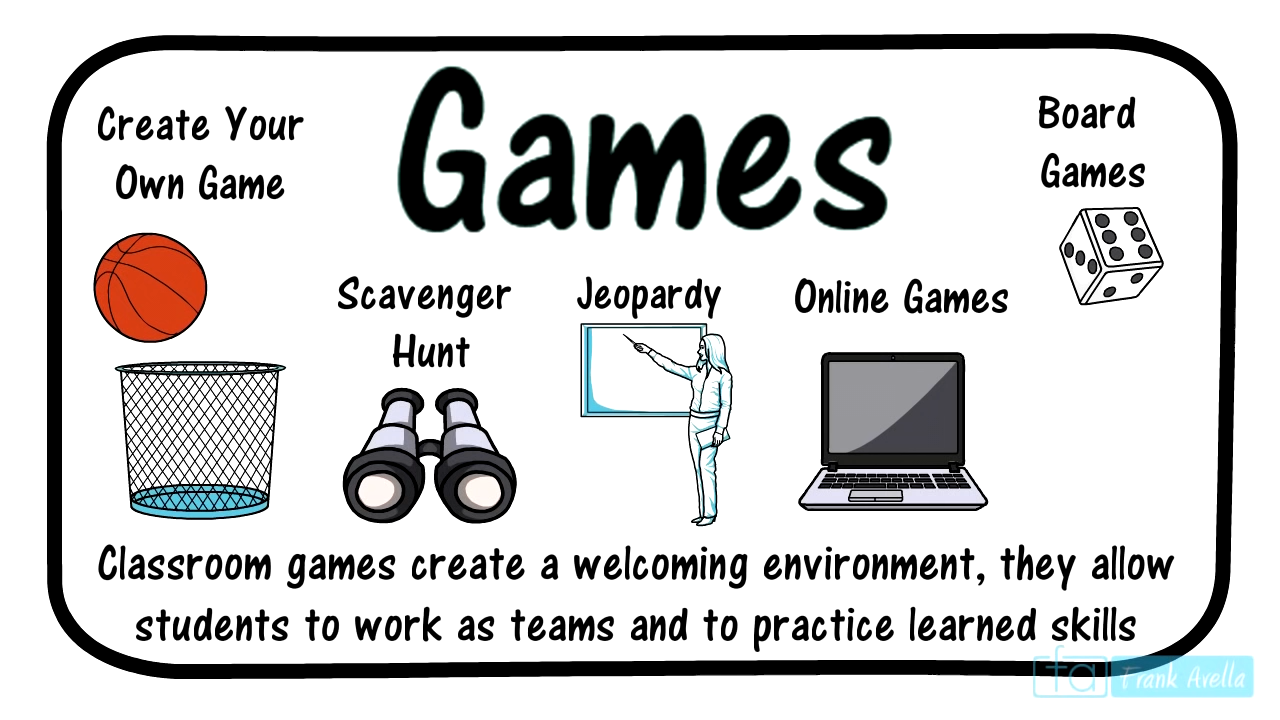 Games
Create Your
Own Game
Scavenger
Hunt
Jeopardy
Online Games
Board
Games
Classroom games create a welcoming environment, they allow
students to work as teams and to practice learned skills
fa Frank Avella